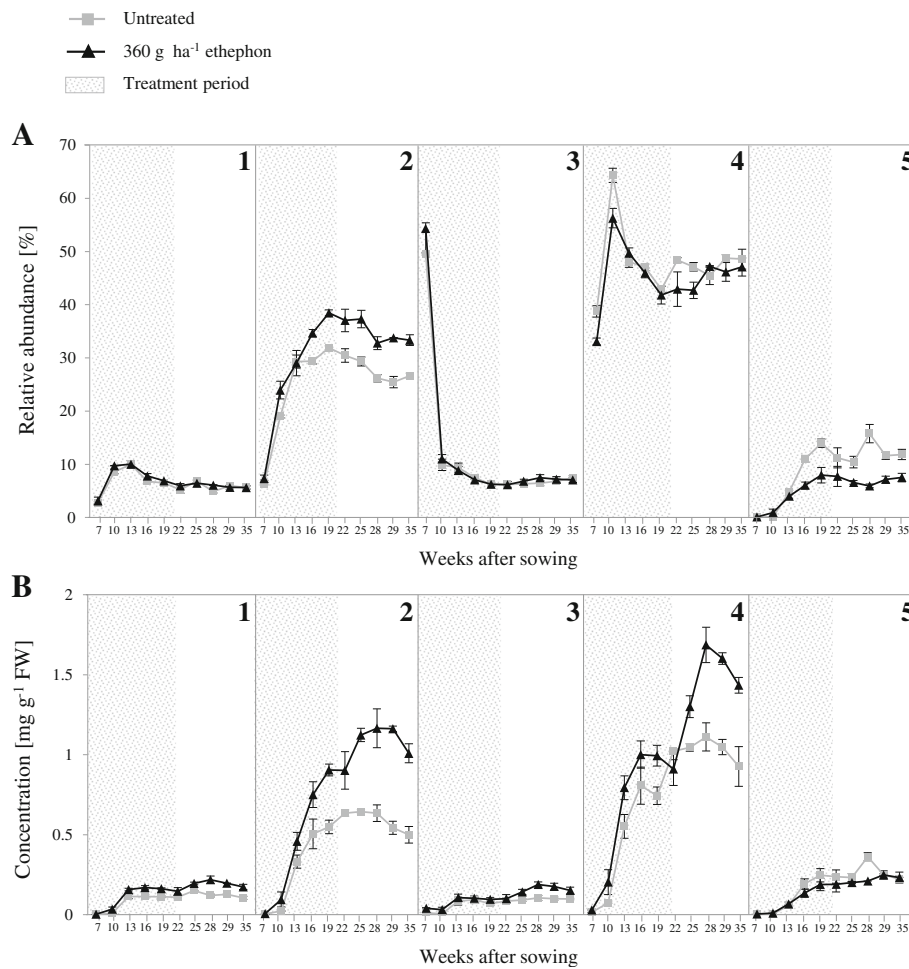 Untreated
360 g ha-1 ethephon
Treatment period
A
1 2 3 4 5
Relative abundance [%]
70
60
50
40
30
20
10
0
7 10 13 16 19 22 25 28 29 35 7 10 13 16 19 22 25 28 29 35 7 10 13 16 19 22 25 28 29 35 7 10 13 16 19 22 25 28 29 35 7 10 13 16 19 22 25 28 29 35
Weeks after sowing
B
1 2 3 4 5
Concentration [mg g-1 FW]
2
1.5
1
0.5
0
7 10 13 16 19 22 25 28 29 35 7 10 13 16 19 22 25 28 29 35 7 10 13 16 19 22 25 28 29 35 7 10 13 16 19 22 25 28 29 35 7 10 13 16 19 22 25 28 29 35
Weeks after sowing